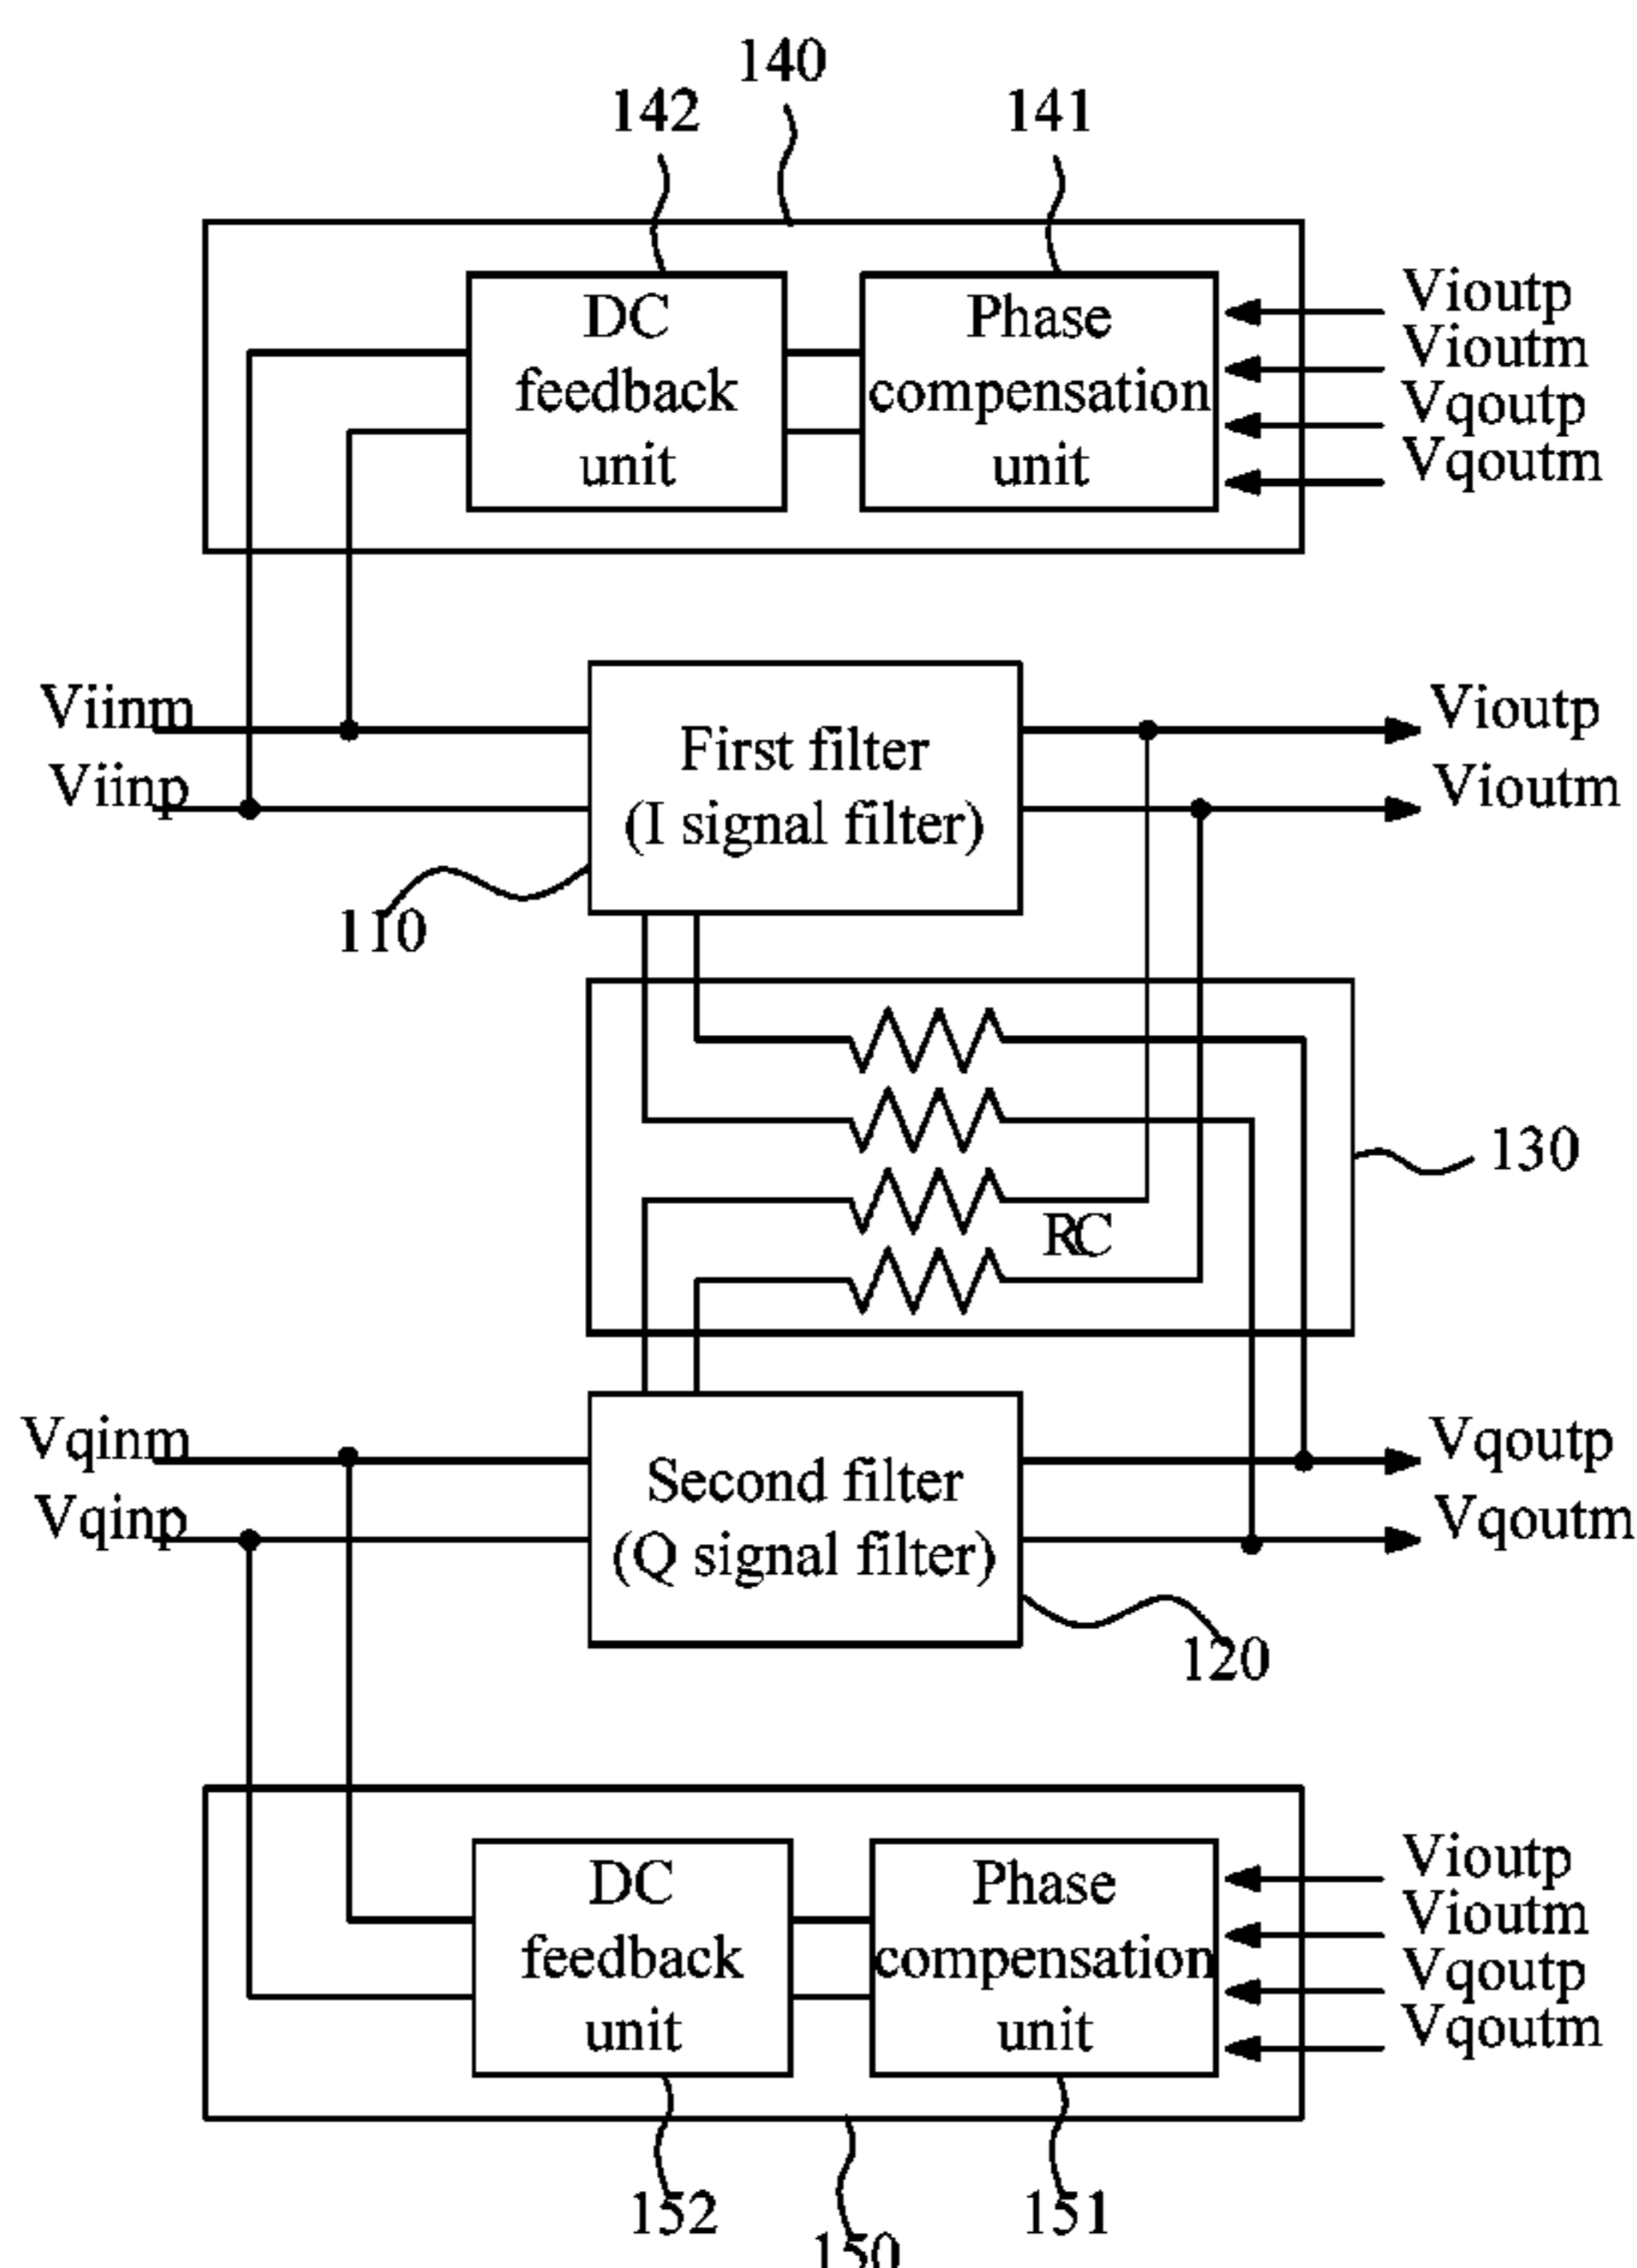 140
142
141
DC
feedback
unit
Phase
compensation
unit
Vioutp
Vioutm
Vqoutp
Vqoutm
Viinm
Viinp
First filter
(I signal filter)
Vioutp
Vioutm
110
RC
130
Vqinm
Vqinp
Second filter
(Q signal filter)
Vqoutp
Vqoutm
120
DC
feedback
unit
Phase
compensation
unit
Vioutp
Vioutm
Vqoutp
Vqoutm
152
151
150